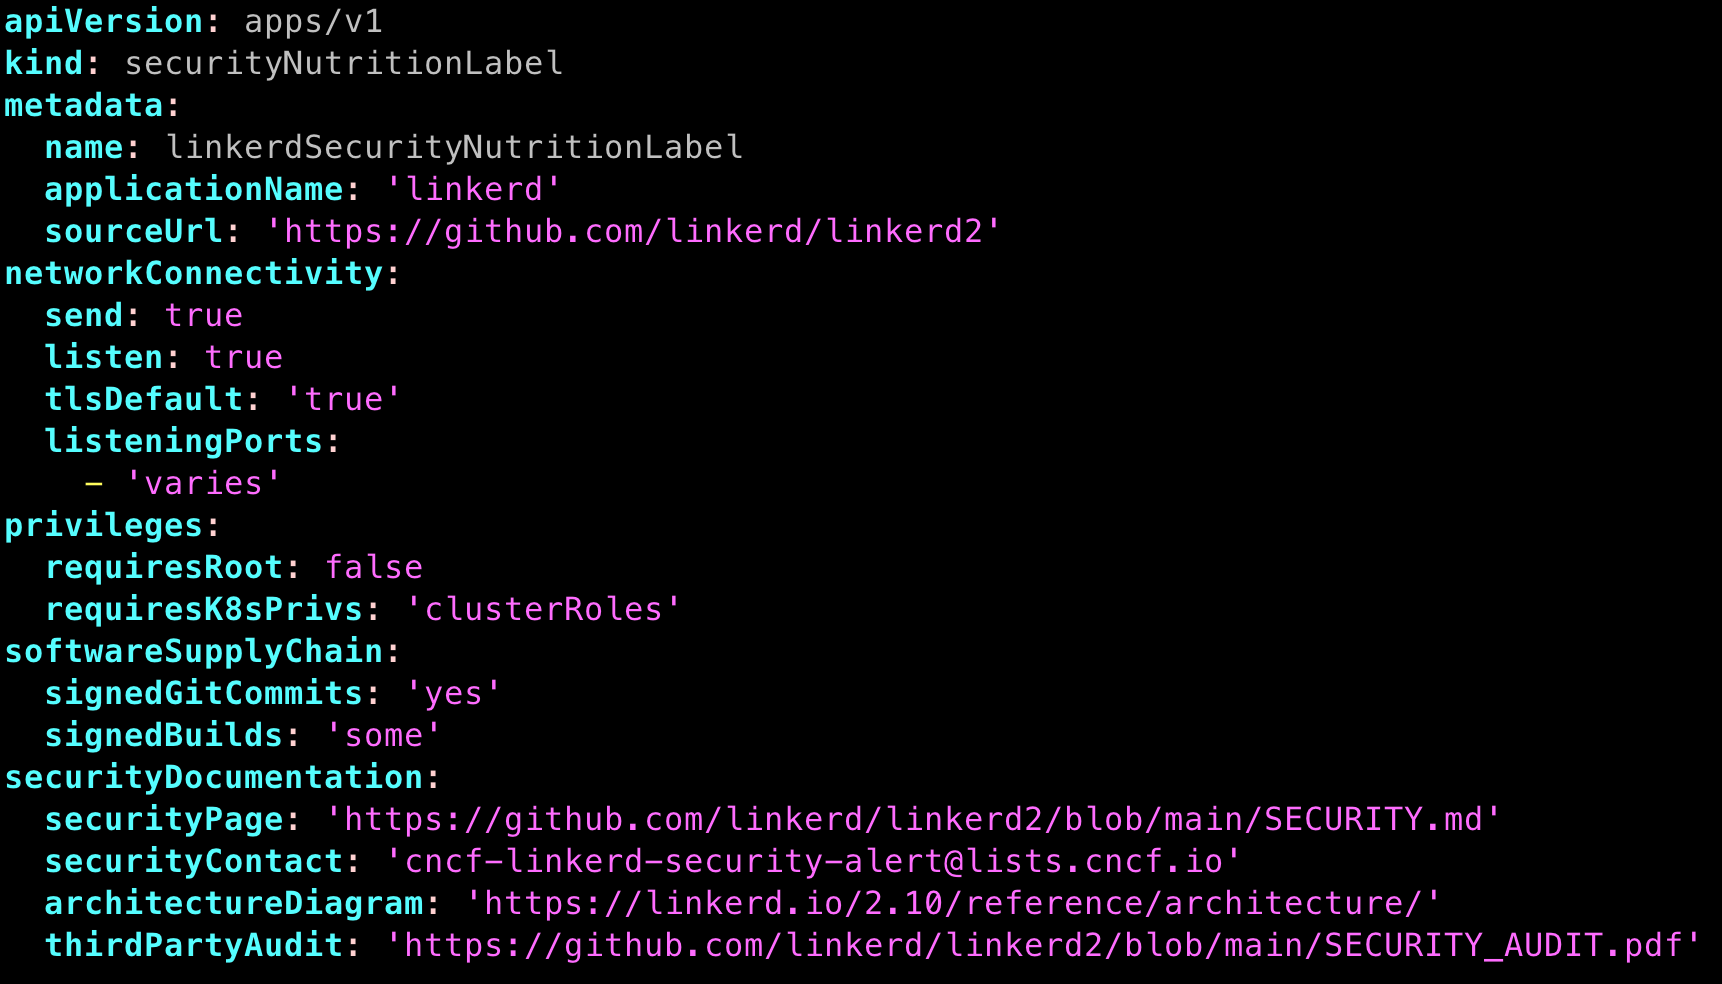 apiVersion: apps/v1
kind: securityNutritionLabel
metadata:
  name: linkerdSecurityNutritionLabel
  applicationName: 'linkerd'
  sourceUrl: 'https://github.com/linkerd/linkerd2'
networkConnectivity:
  send: true
  listen: true
  tlsDefault: 'true'
  listeningPorts:
    - 'varies'
privileges:
  requiresRoot: false
  requiresK8sPrivs: 'clusterRoles'
softwareSupplyChain:
  signedGitCommits: 'yes'
  signedBuilds: 'some'
securityDocumentation:
  securityPage: 'https://github.com/linkerd/linkerd2/blob/main/SECURITY.md'
  securityContact: 'cncf-linkerd-security-alert@lists.cncf.io'
  architectureDiagram: 'https://linkerd.io/2.10/reference/architecture/'
  thirdPartyAudit: 'https://github.com/linkerd/linkerd2/blob/main/SECURITY_AUDIT.pdf'